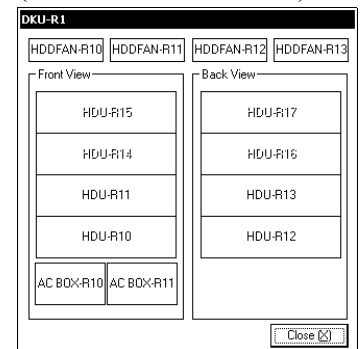 DKU-R1
HDDFAN-R10 HDDFAN-R11 HDDFAN-R12 HDDFAN-R13
Front View
HDU-R15
HDU-R14
HDU-R11
HDU-R10
AC BOX-R10 AC BOX-R11
Back View
HDU-R17
HDU-R16
HDU-R13
HDU-R12
Close (X)